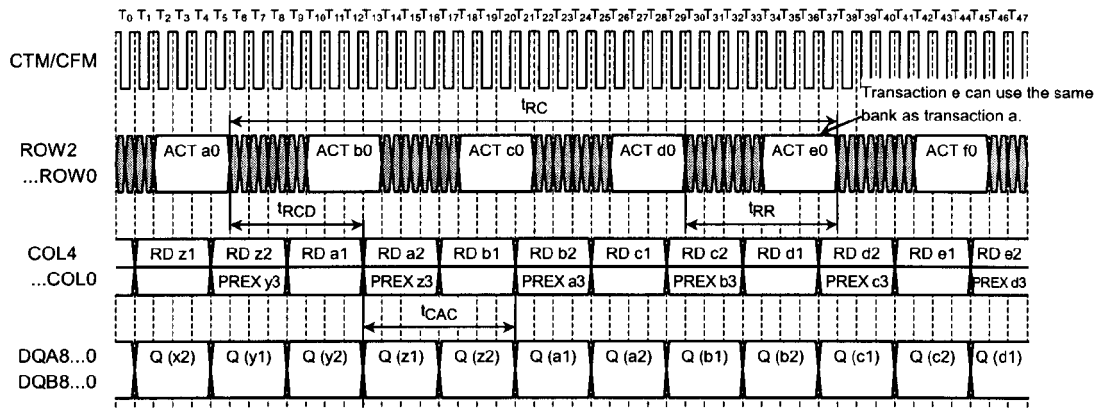 T0 T1 T2 T3 T4 T5 T6 T7 T8 T9 T10 T11 T12 T13 T14 T15 T16 T17 T18 T19 T20 T21 T22 T23 T24 T25 T26 T27 T28 T29 T30 T31 T32 T33 T34 T35 T36 T37 T38 T39 T40 T41 T42 T43 T44 T45 T46 T47
CTM/CFM
Transaction e can use the same
bank as transaction a.
tRC
ROW2
...ROW0
ACT a0 ACT b0 ACT c0 ACT d0 ACT e0 ACT f0
tRCD tRR
COL4
...COL0
RD z1 RD z2 RD a1 RD a2 RD b1 RD b2 RD c1 RD c2 RD d1 RD d2 RD e1 RD e2
PREX y3 PREX z3 PREX a3 PREX b3 PREX c3 PREX d3
tCAC
DQA8...0
DQB8...0
Q (x2) Q (y1) Q (y2) Q (z1) Q (z2) Q (a1) Q (a2) Q (b1) Q (b2) Q (c1) Q (c2) Q (d1)